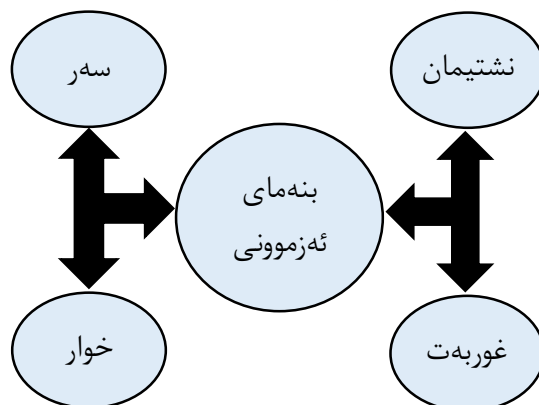 نشتیمان
سەر
بنەمای
ئەزموونی
غوربەت
خوار